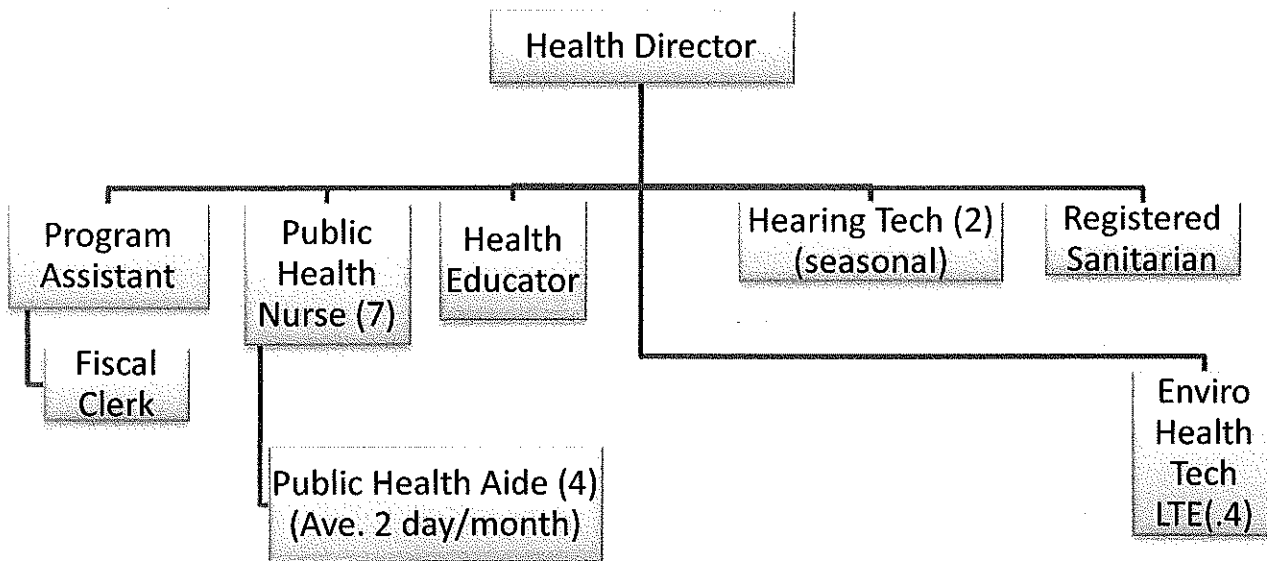 Health Director
Program
Assistant
Public
Health
Nurse (7)
Health
Educator
Hearing Tech (2)
(seasonal)
Registered
Sanitarian
Fiscal
Clerk
Public Health Aide (4)
(Ave. 2 day/month)
Enviro
Health
Tech
LTE(.4)